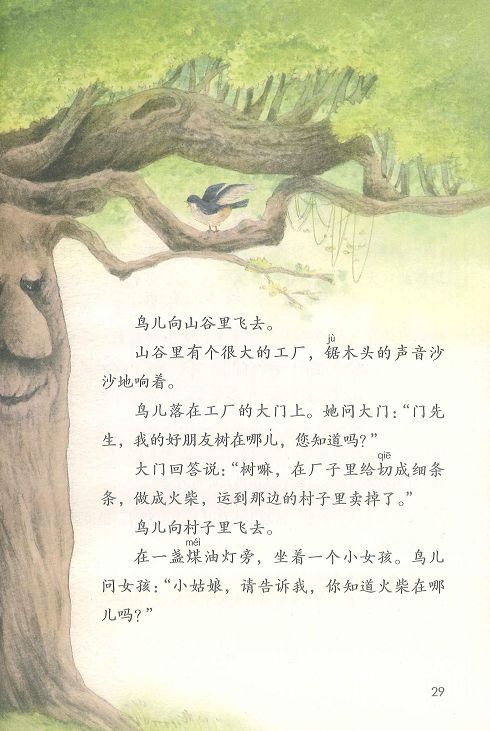 鸟儿向山谷里飞去。
jù
山谷里有个很大的工厂，锯木头的声音沙
沙地响着。
鸟儿落在工厂的大门上。她问大门：“门先
生，我的好朋友树在哪儿，您知道吗？”
qiē
大门回答说：“树嘛，在厂子里给切成细条
条，做成火柴，运到那边的村子里卖掉了。”
鸟儿向村子里飞去。
méi
在一盏煤油灯旁，坐着一个小女孩。鸟儿
问女孩：“小姑娘，请告诉我，你知道火柴在哪
儿吗？”
29